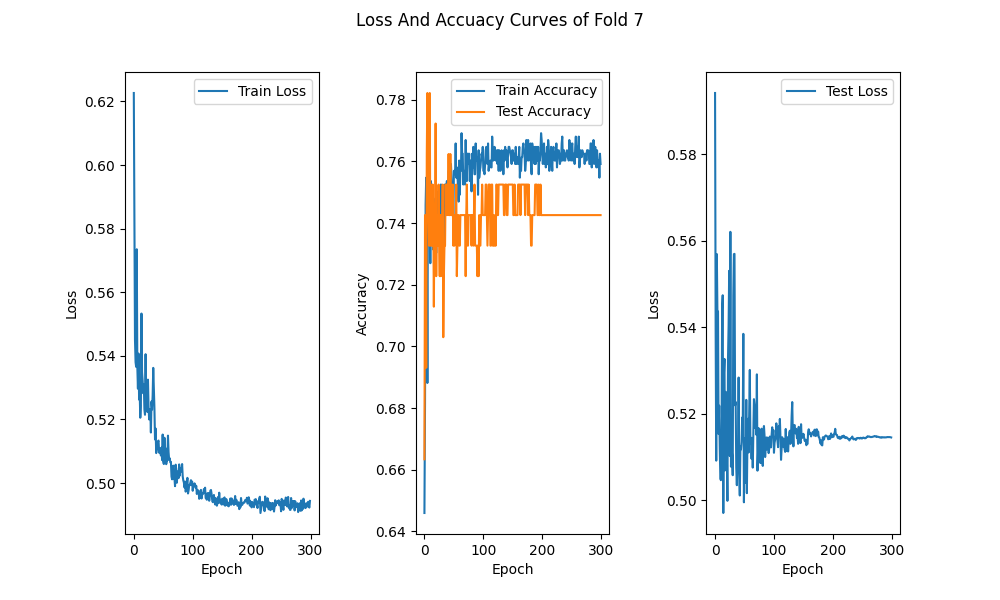 Loss And Accuacy Curves of Fold 7
Train Loss
0.62
0.60
0.58
0.56
0.54
0.52
0.50
Loss
0
100
200
300
Epoch
Train Accuracy
Test Accuracy
0.78
0.76
0.74
0.72
0.70
0.68
0.66
0.64
Accuracy
0
100
200
300
Epoch
Test Loss
0.58
0.56
0.54
0.52
0.50
Loss
0
100
200
300
Epoch